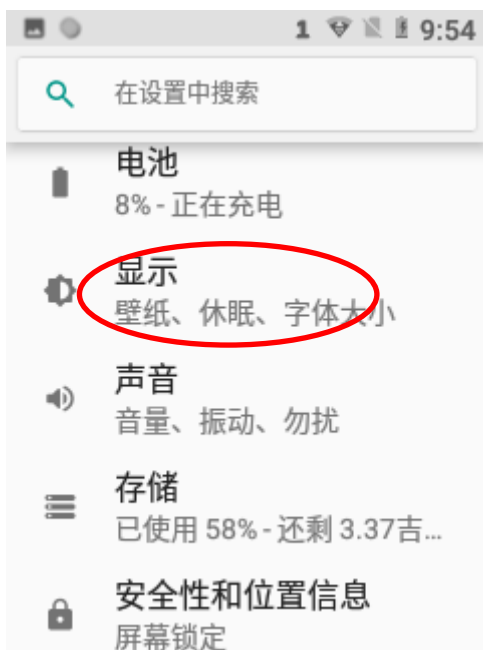 1 9:54
在设置中搜索
电池
8% - 正在充电
显示
壁纸、休眠、字体大小
声音
音量、振动、勿扰
存储
已使用 58% - 还剩 3.37吉...
安全性和位置信息
屏幕锁定